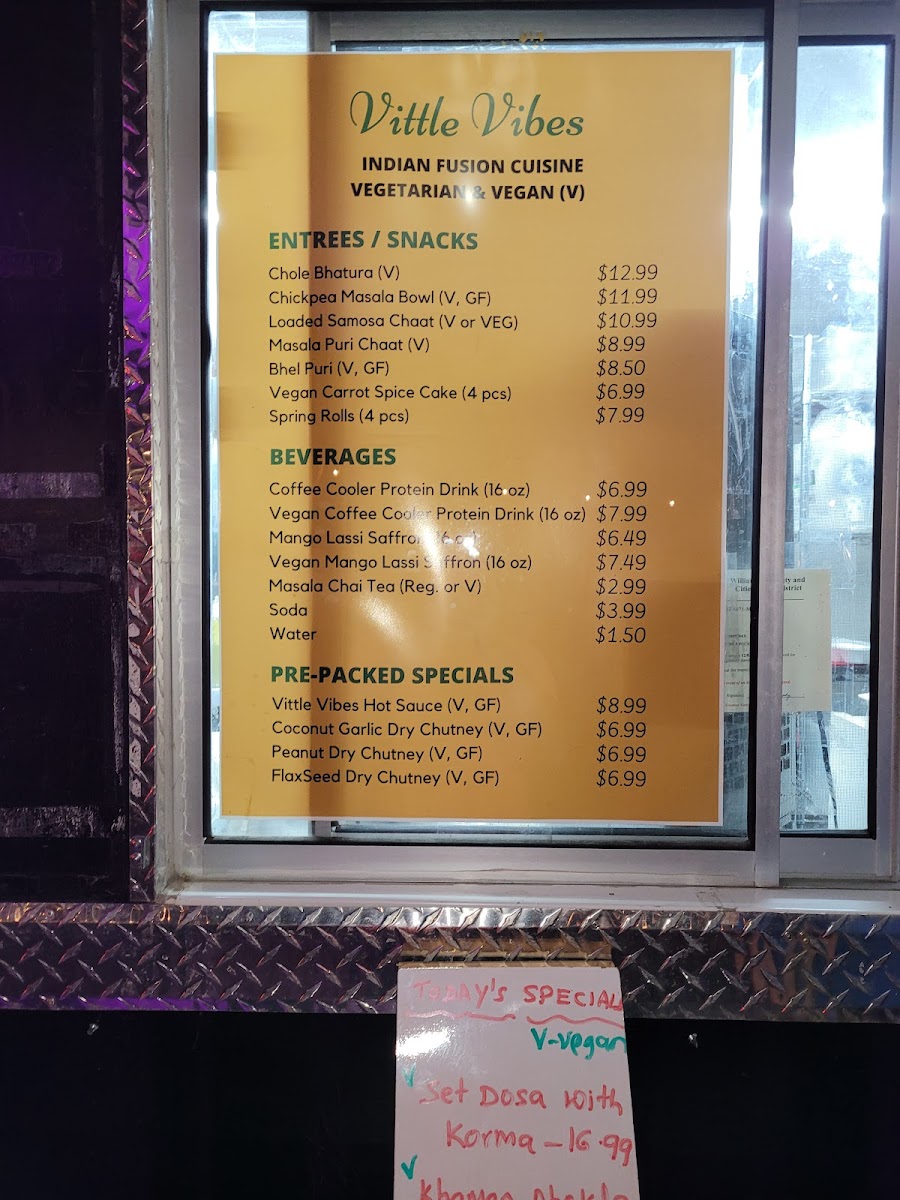 Vittle Vibes
INDIAN FUSION CUISINE
VEGETARIAN & VEGAN (V)
ENTREES / SNACKS
Chole Bhatura (V) $12.99
Chickpea Masala Bowl (V, GF) $11.99
Loaded Samosa Chaat (V or VEG) $10.99
Masala Puri Chaat (V) $8.99
Bhel Puri (V, GF) $8.50
Vegan Carrot Spice Cake (4 pcs) $6.99
Spring Rolls (4 pcs) $7.99
BEVERAGES
Coffee Cooler Protein Drink (16 oz) $6.99
Vegan Coffee Cooler Protein Drink (16 oz) $7.99
Mango Lassi Saffron (16 oz) $6.49
Vegan Mango Lassi Saffron (16 oz) $7.49
Masala Chai Tea (Reg. or V) $2.99
Soda $3.99
Water $1.50
PRE-PACKED SPECIALS
Vittle Vibes Hot Sauce (V, GF) $8.99
Coconut Garlic Dry Chutney (V, GF) $6.99
Peanut Dry Chutney (V, GF) $6.99
FlaxSeed Dry Chutney (V, GF) $6.99
TODAY'S SPECIAL
V-vegan
V Set Dosa with
Korma - 16.99
V Khaman Dhokla